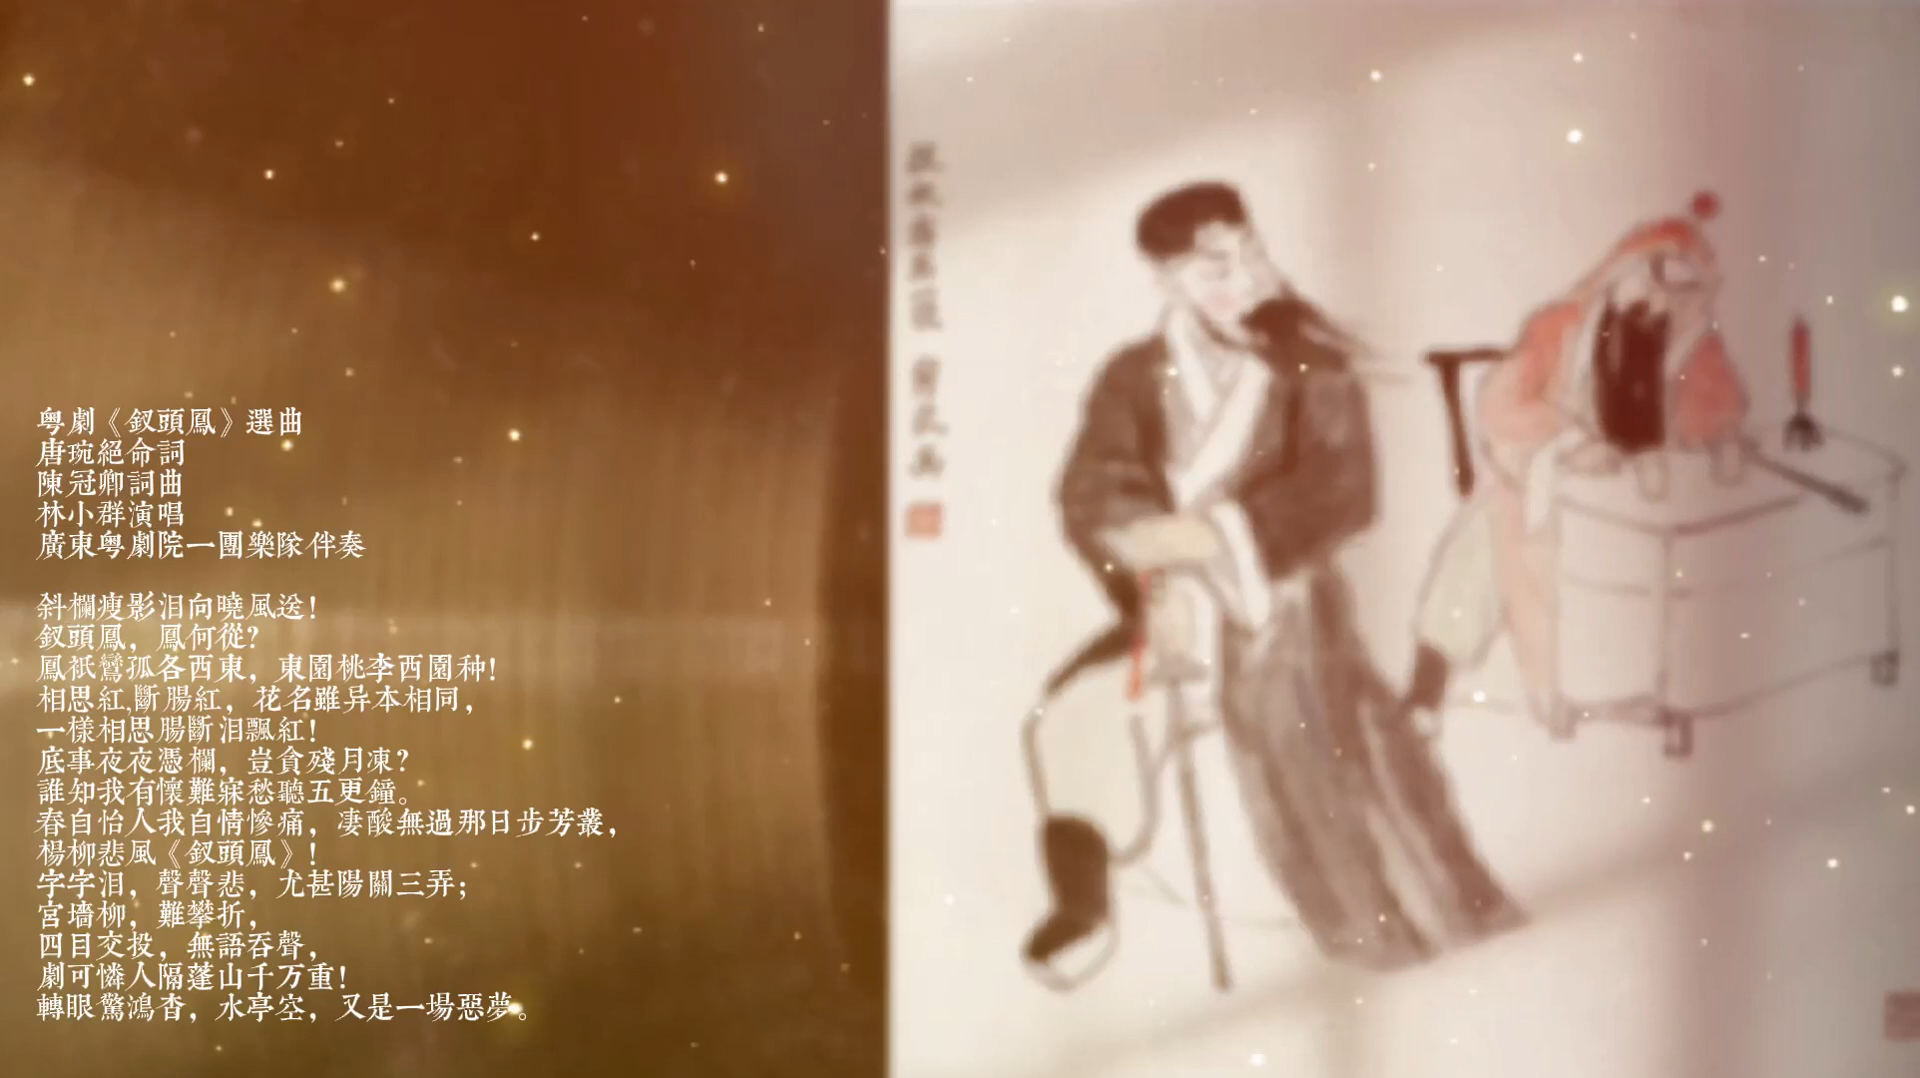 粵劇《釵頭鳳》選曲
唐琬絕命詞
陳冠卿詞曲
林小群演唱
廣東粵劇院一團樂隊伴奏
斜欄瘦影泪向曉風送!
釵頭鳳，鳳何從?
鳳祇鸞孤各西東，東園桃李西園种!
相思紅,斷腸紅，花名雖异本相同，
一樣相思腸斷泪飄紅!
底事夜夜憑欄，豈貪殘月凍?
誰知我有懷難寐愁聽五更鐘。
春自怡人我自情慘痛，凄酸無過那日步芳叢，
楊柳悲風《釵頭鳳》!
字字泪，聲聲悲，尤甚陽關三弄;
宮墻柳，難攀折，
四目交投，無語吞聲，
劇可憐人隔蓬山千万重!
轉眼驚鴻杳，水亭空，又是一場惡夢。